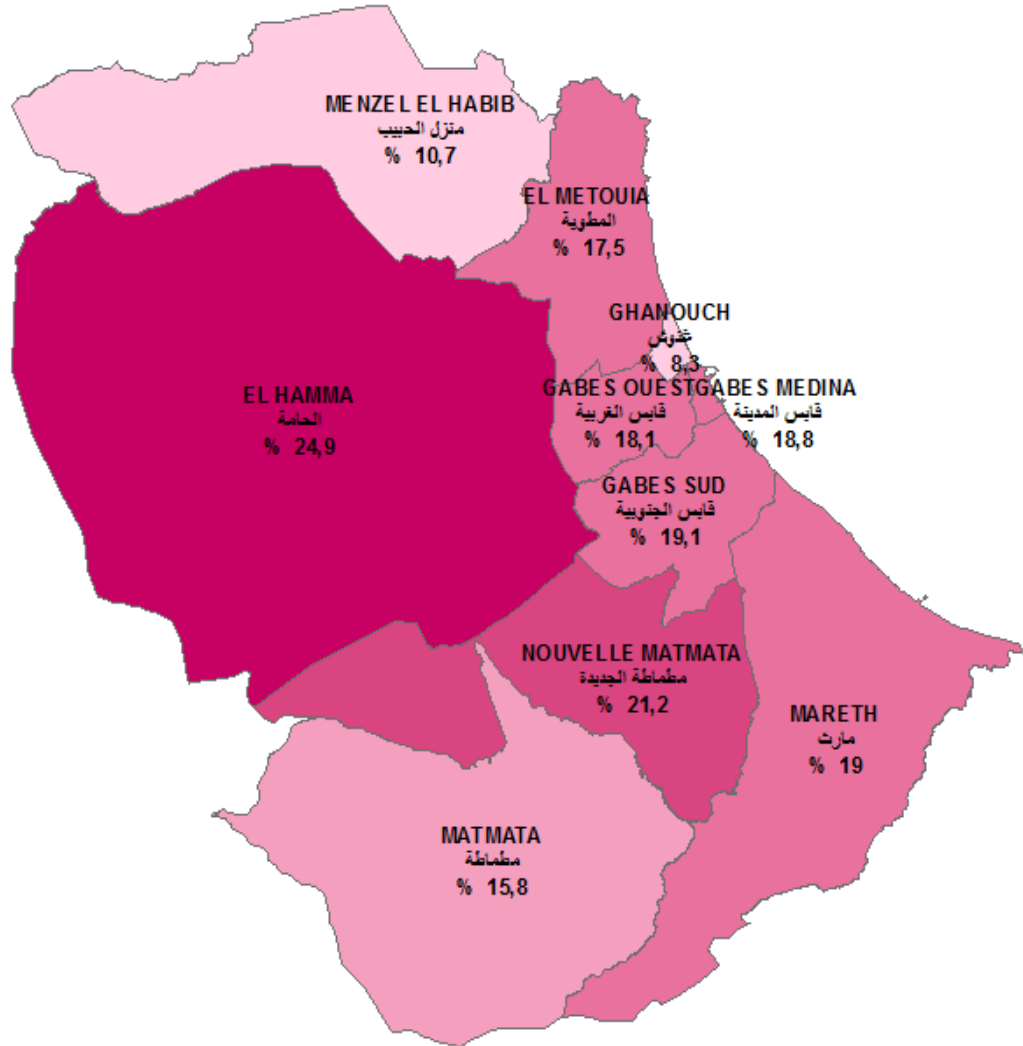 MENZEL EL HABIB
منزل الحبيب
% 10,7
EL METOUIA
المطوية
% 17,5
GHANOUCH
غنوش
% 8,3
GABES OUEST
قابس الغربية
% 18,1
GABES MEDINA
قابس المدينة
% 18,8
EL HAMMA
الحامة
% 24,9
GABES SUD
قابس الجنوبية
% 19,1
NOUVELLE MATMATA
مطماطة الجديدة
% 21,2
MARETH
مارث
% 19
MATMATA
مطماطة
% 15,8